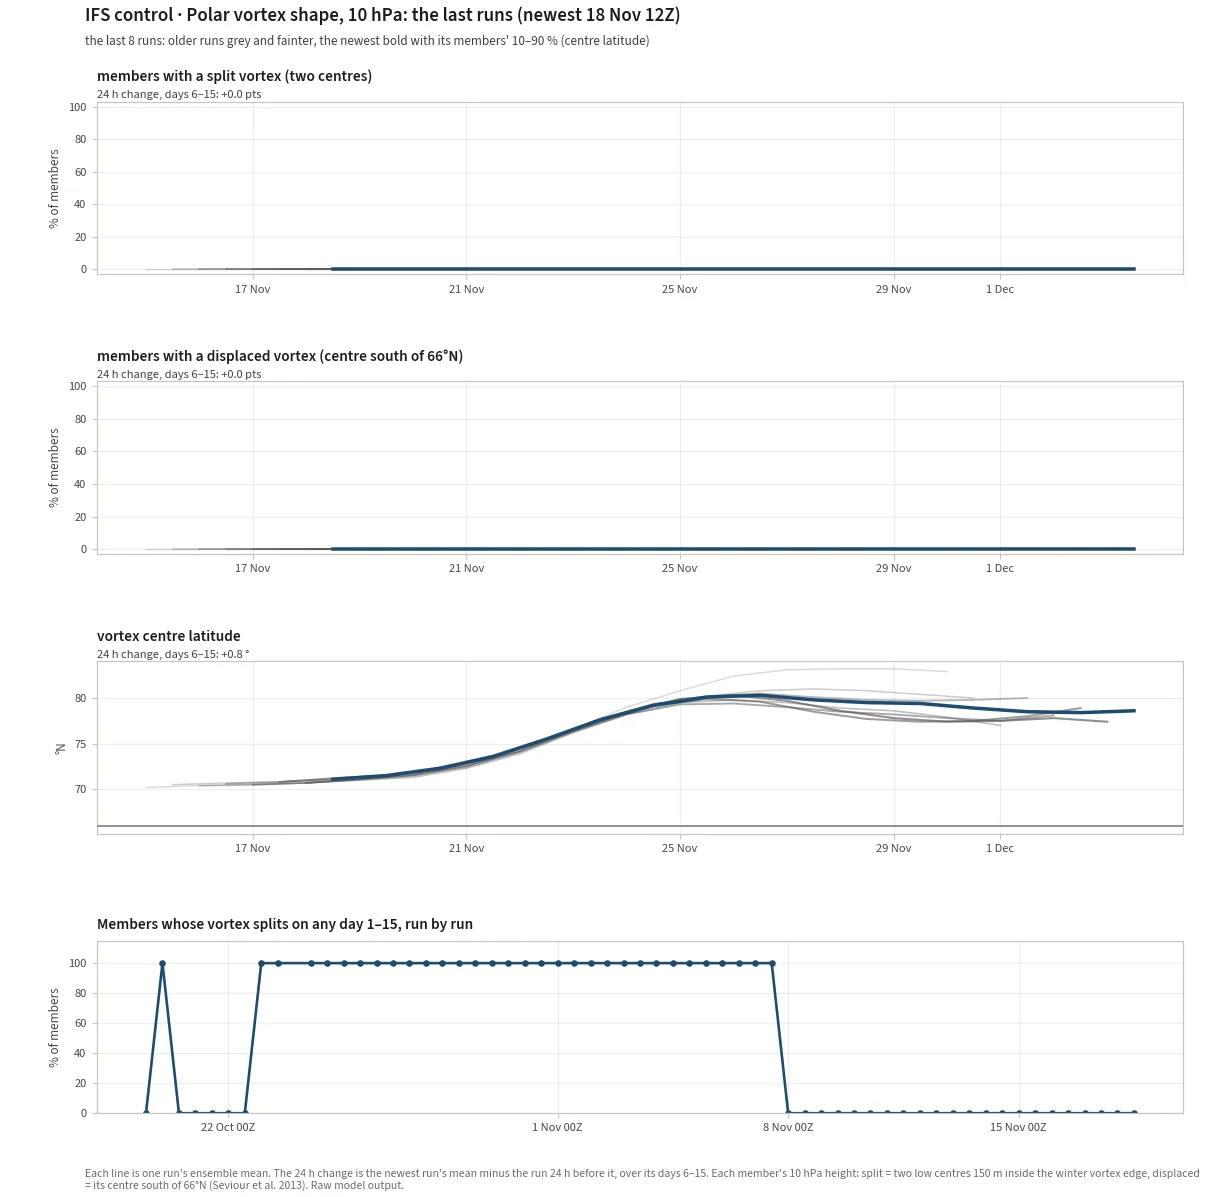 IFS control · Polar vortex shape, 10 hPa: the last runs (newest 18 Nov 12Z)
the last 8 runs: older runs grey and fainter, the newest bold with its members' 10–90 % (centre latitude)
members with a split vortex (two centres)
24 h change, days 6–15: +0.0 pts
100
80
60
40
20
0
% of members
17 Nov
21 Nov
25 Nov
29 Nov
1 Dec
members with a displaced vortex (centre south of 66°N)
24 h change, days 6–15: +0.0 pts
100
80
60
40
20
0
% of members
17 Nov
21 Nov
25 Nov
29 Nov
1 Dec
vortex centre latitude
24 h change, days 6–15: +0.8 °
80
75
70
°N
17 Nov
21 Nov
25 Nov
29 Nov
1 Dec
Members whose vortex splits on any day 1–15, run by run
100
80
60
40
20
0
% of members
22 Oct 00Z
1 Nov 00Z
8 Nov 00Z
15 Nov 00Z
Each line is one run's ensemble mean. The 24 h change is the newest run's mean minus the run 24 h before it, over its days 6–15. Each member's 10 hPa height: split = two low centres 150 m inside the winter vortex edge, displaced
= its centre south of 66°N (Seviour et al. 2013). Raw model output.